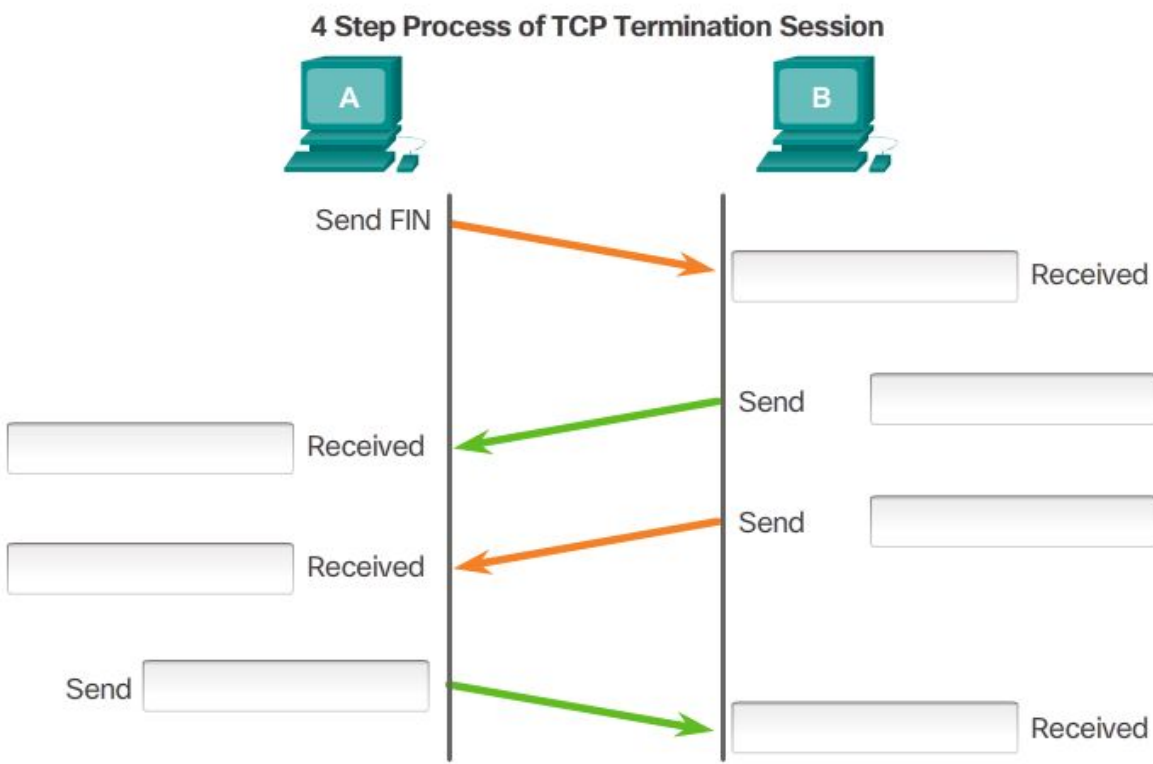 4 Step Process of TCP Termination Session
A
B
Send FIN
Received
Send
Received
Send
Received
Send
Received